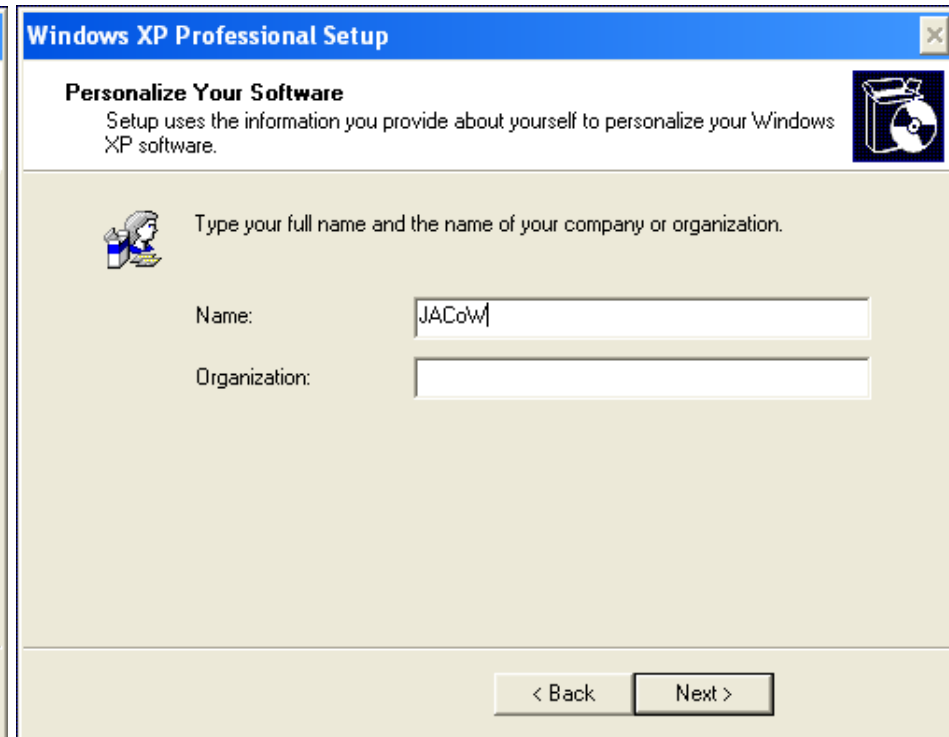 Windows XP Professional Setup
Personalize Your Software
Setup uses the information you provide about yourself to personalize your Windows
XP software.
Type your full name and the name of your company or organization.
Name:
JACoW
Organization:
< Back
Next >